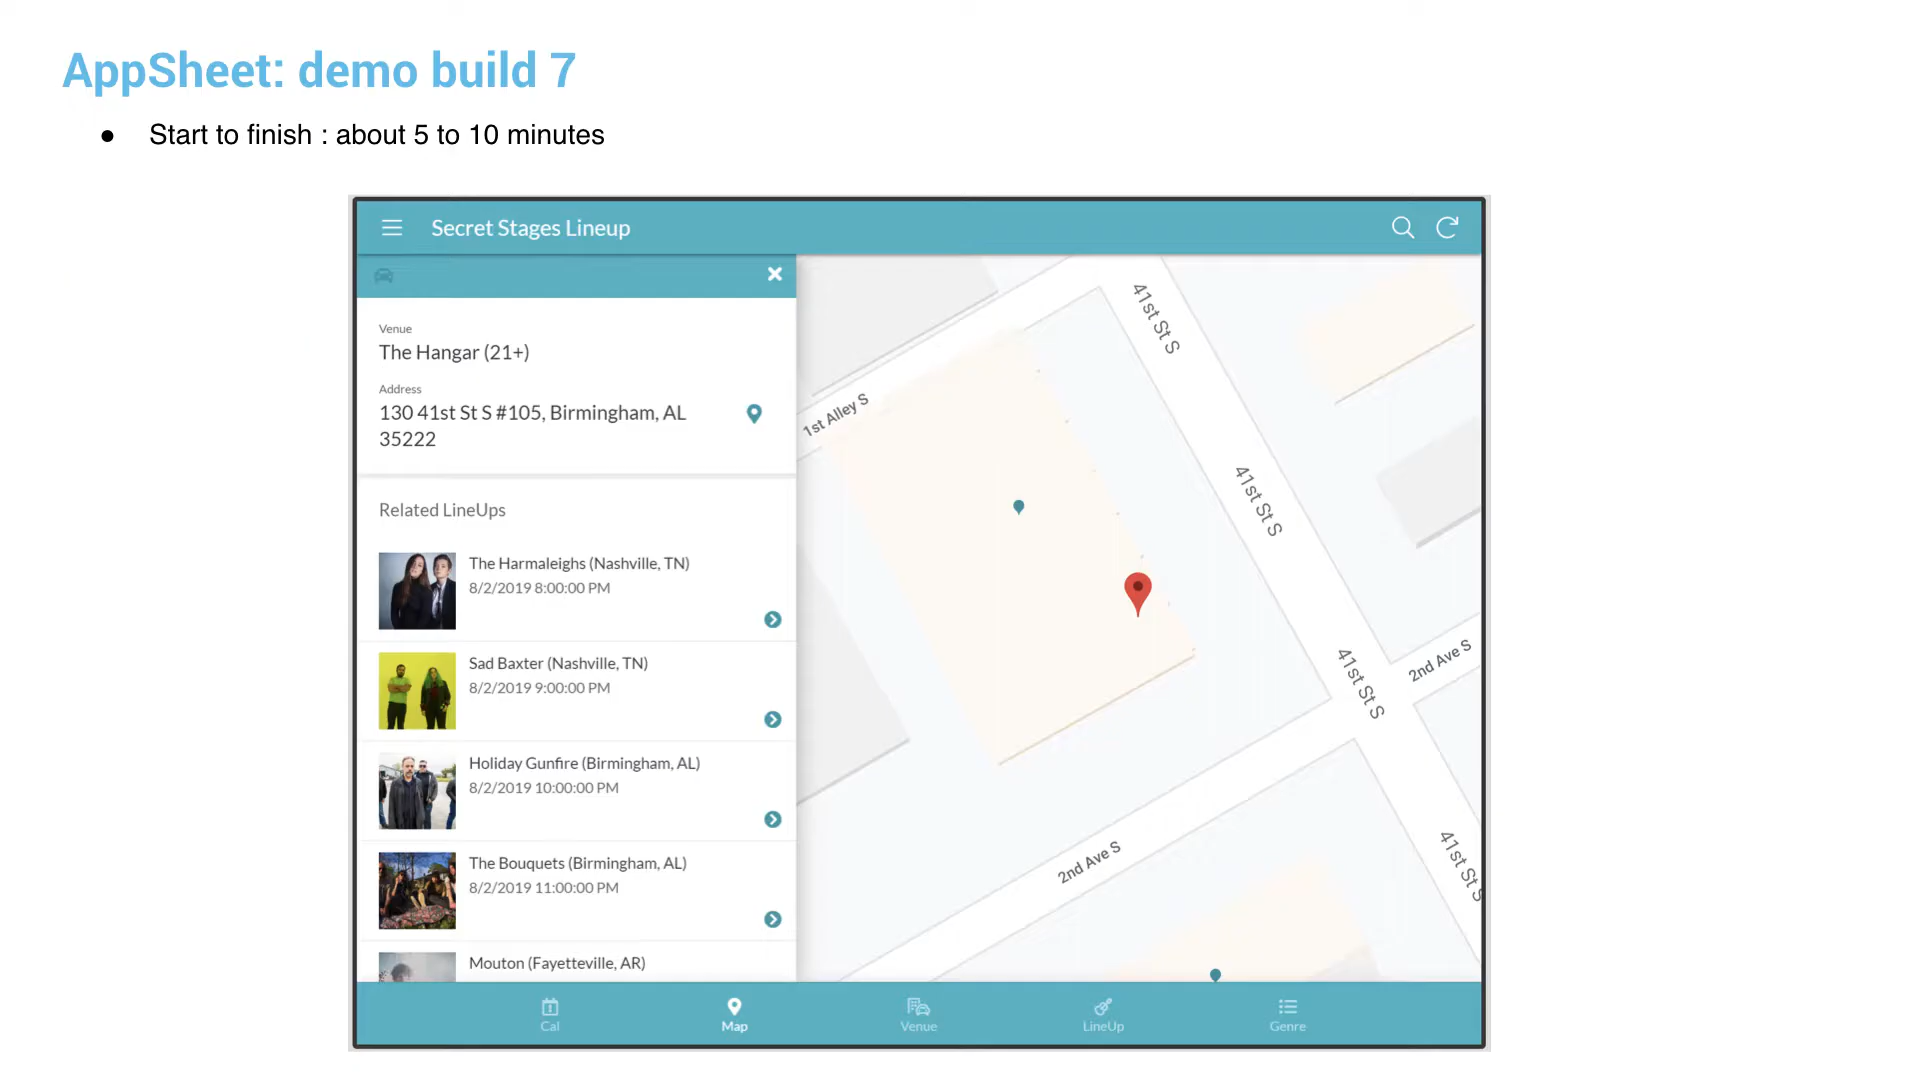 AppSheet: demo build 7
● Start to finish : about 5 to 10 minutes
Secret Stages Lineup
Venue
The Hangar (21+)
Address
130 41st St S #105, Birmingham, AL
35222
Related LineUps
The Harmaleighs (Nashville, TN)
8/2/2019 8:00:00 PM
Sad Baxter (Nashville, TN)
8/2/2019 9:00:00 PM
Holiday Gunfire (Birmingham, AL)
8/2/2019 10:00:00 PM
The Bouquets (Birmingham, AL)
8/2/2019 11:00:00 PM
Mouton (Fayetteville, AR)
41st St S
1st Alley S
41st St S
41st St S
2nd Ave S
2nd Ave S
41st St S
Cal
Map
Venue
LineUp
Genre